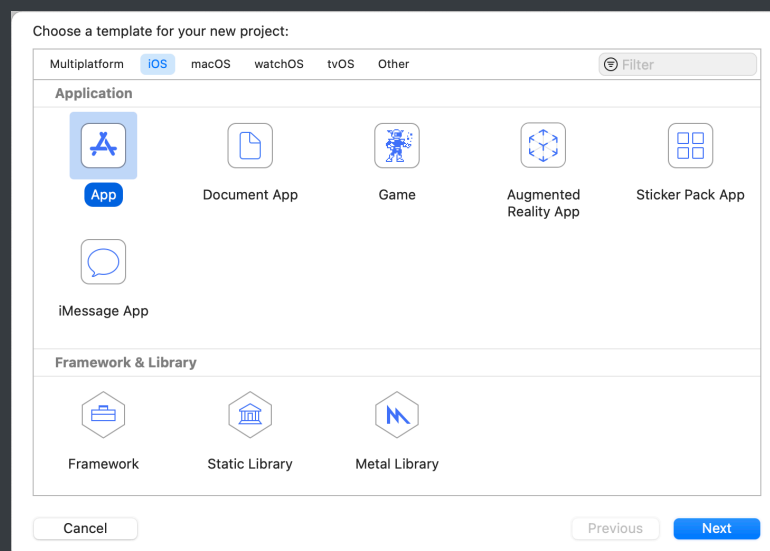 Choose a template for your new project:
Multiplatform iOS macOS watchOS tvOS Other Filter
Application
App Document App Game Augmented Reality App Sticker Pack App
iMessage App
Framework & Library
Framework Static Library Metal Library
Cancel Previous Next